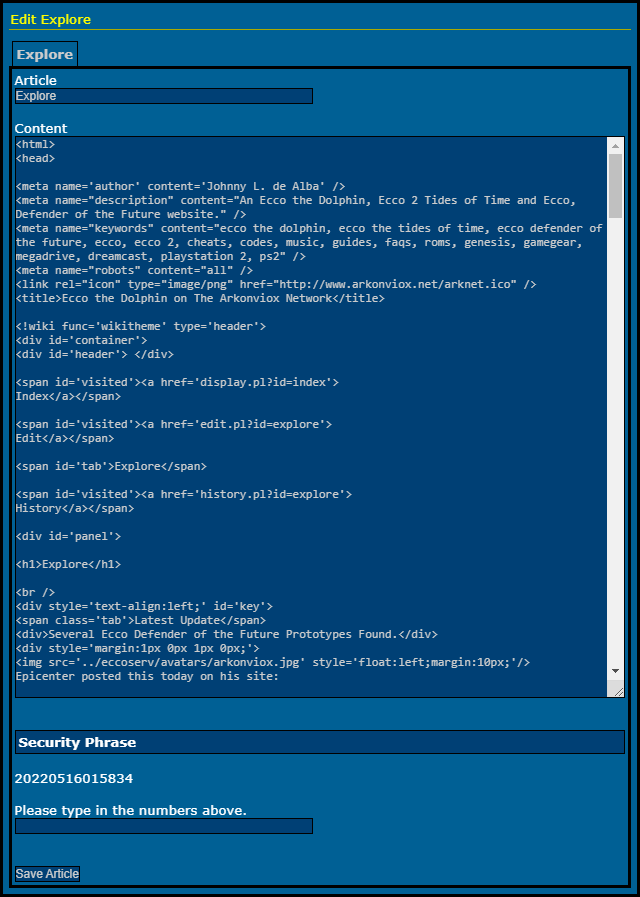 Edit Explore
Explore
Article
Explore
Content
<html>
<head>
<meta name='author' content='Johnny L. de Alba' />
<meta name="description" content="An Ecco the Dolphin, Ecco 2 Tides of Time and Ecco,
Defender of the Future website." />
<meta name="keywords" content="ecco the dolphin, ecco the tides of time, ecco defender of
the future, ecco, ecco 2, cheats, codes, music, guides, faqs, roms, genesis, gamegear,
megadrive, dreamcast, playstation 2, ps2" />
<meta name="robots" content="all" />
<link rel="icon" type="image/png" href="http://www.arkonviox.net/arknet.ico" />
<title>Ecco the Dolphin on The Arkonviox Network</title>
<!wiki func='wikitheme' type='header'>
<div id='container'>
<div id='header'> </div>
<span id='visited'><a href='display.pl?id=index'>
Index</a></span>
<span id='visited'><a href='edit.pl?id=explore'>
Edit</a></span>
<span id='tab'>Explore</span>
<span id='visited'><a href='history.pl?id=explore'>
History</a></span>
<div id='panel'>
<h1>Explore</h1>
<br />
<div style='text-align:left;' id='key'>
<span class='tab'>Latest Update</span>
<div>Several Ecco Defender of the Future Prototypes Found.</div>
<div style='margin:1px 0px 1px 0px;'>
<img src='../eccoserv/avatars/arkonviox.jpg' style='float:left;margin:10px;'/>
Epicenter posted this today on his site:
Security Phrase
20220516015834
Please type in the numbers above.
Save Article